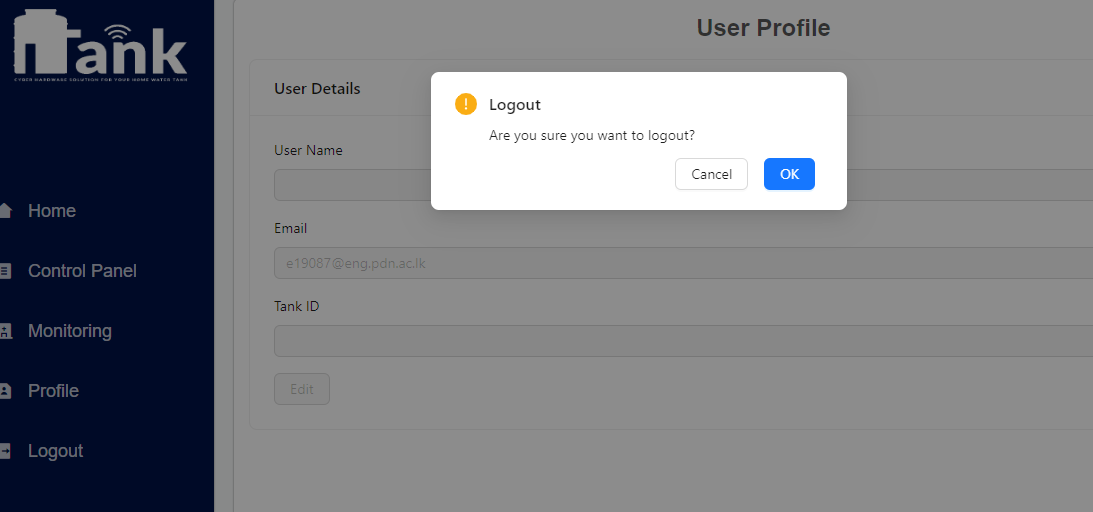 Tank
CYBER HARDWARE SOLUTION FOR YOUR HOME WATER TANK
Home
Control Panel
Monitoring
Profile
Logout
User Profile
User Details
User Name
Email
e19087@eng.pdn.ac.lk
Tank ID
Edit
Logout
Are you sure you want to logout?
Cancel
OK